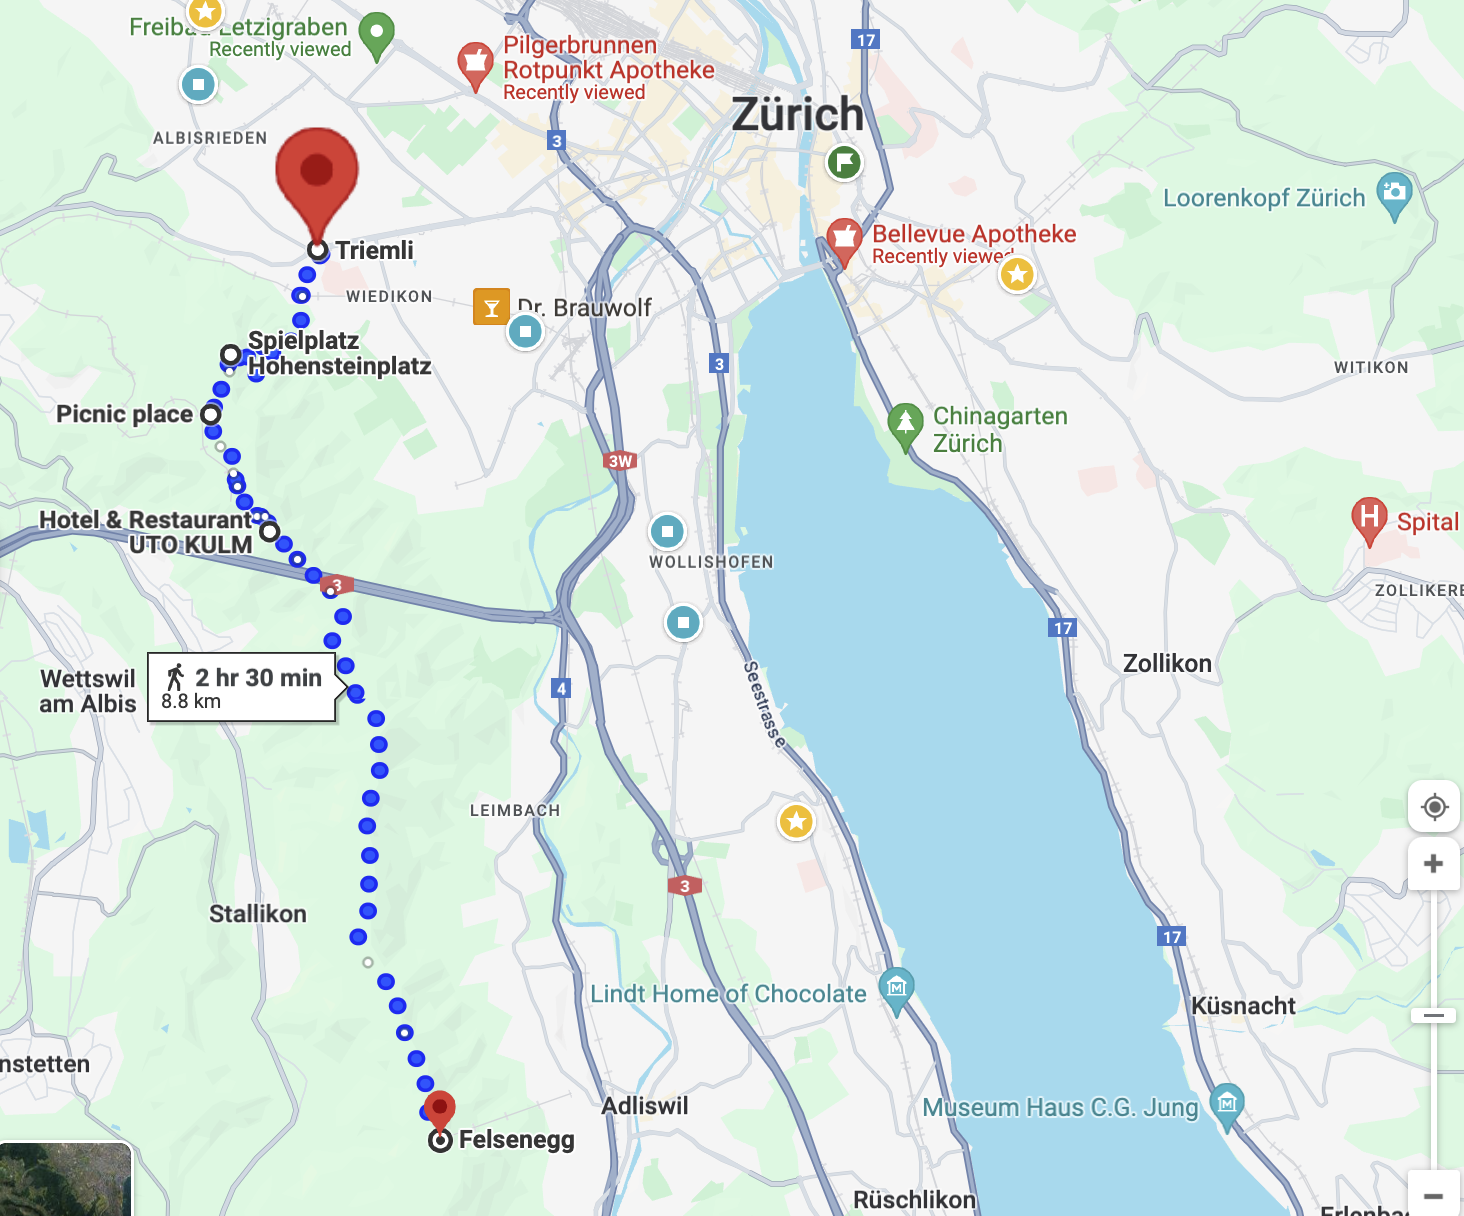 17
Freibad Letzigraben
Recently viewed
Pilgerbrunnen
Rotpunkt Apotheke
Recently viewed
Zürich
3
ALBISRIEDEN
Loorenkopf Zürich
Bellevue Apotheke
Recently viewed
Triemli
WIEDIKON
Dr. Brauwolf
Spielplatz
Hohensteinplatz
3
WITIKON
Picnic place
Chinagarten
Zürich
3W
Hotel & Restaurant
UTO KULM
H
Spital
WOLLISHOFEN
3
ZOLLIKERB
17
Wettswil
am Albis
2 hr 30 min
8.8 km
4
Seestrasse
Zollikon
LEIMBACH
3
Stallikon
17
Lindt Home of Chocolate
M
Küsnacht
nstetten
Adliswil
Museum Haus C.G. Jung
M
Felsenegg
Rüschlikon
Erlenba